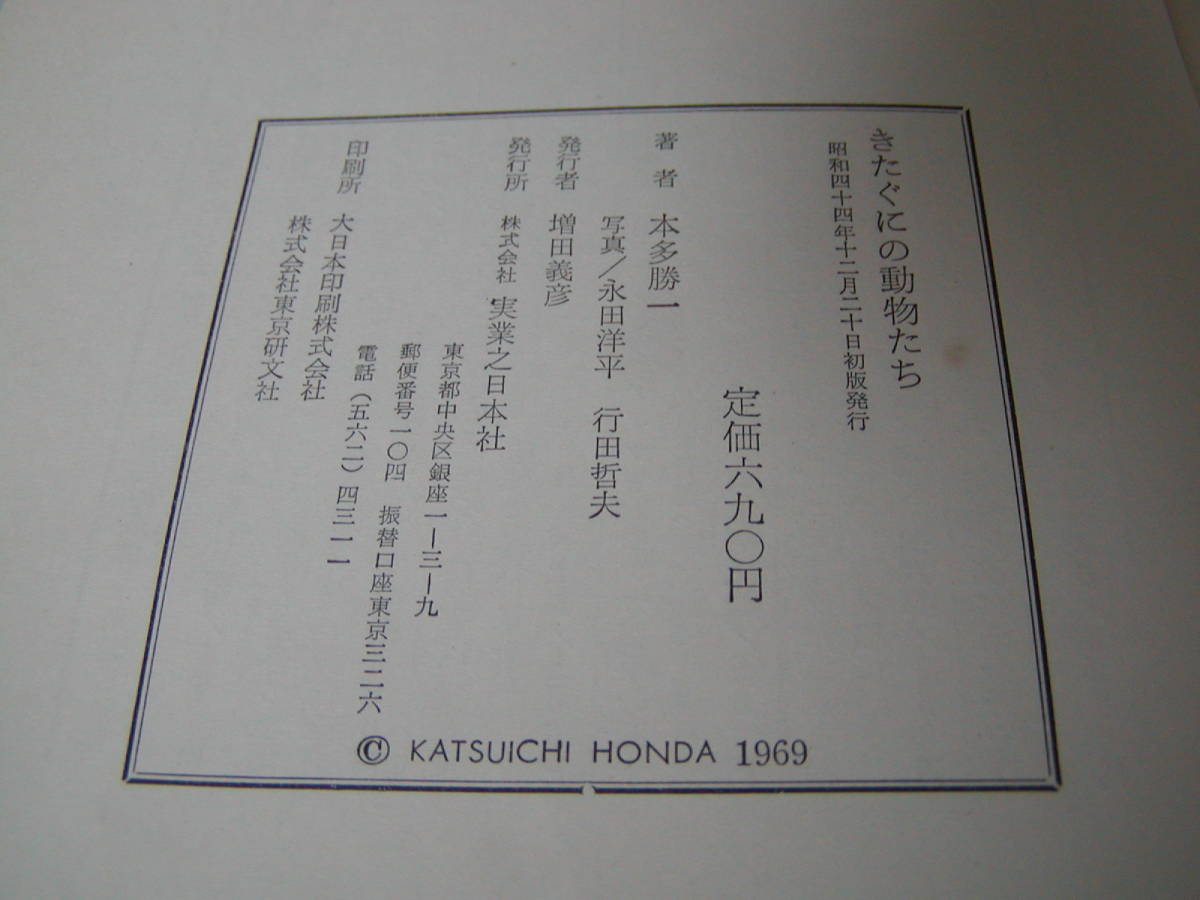 きたぐにの動物たち
昭和四十四年十二月二十日初版発行
定価六九〇円
著者 本多勝一
写真／永田洋平 行田哲夫
発行者 増田義彦
発行所 株式会社 実業之日本社
東京都中央区銀座一ー三ー九
郵便番号一〇四 振替口座東京三二六
電話（五六二）四三一一
印刷所 大日本印刷株式会社
株式会社東京研文社
© KATSUICHI HONDA 1969